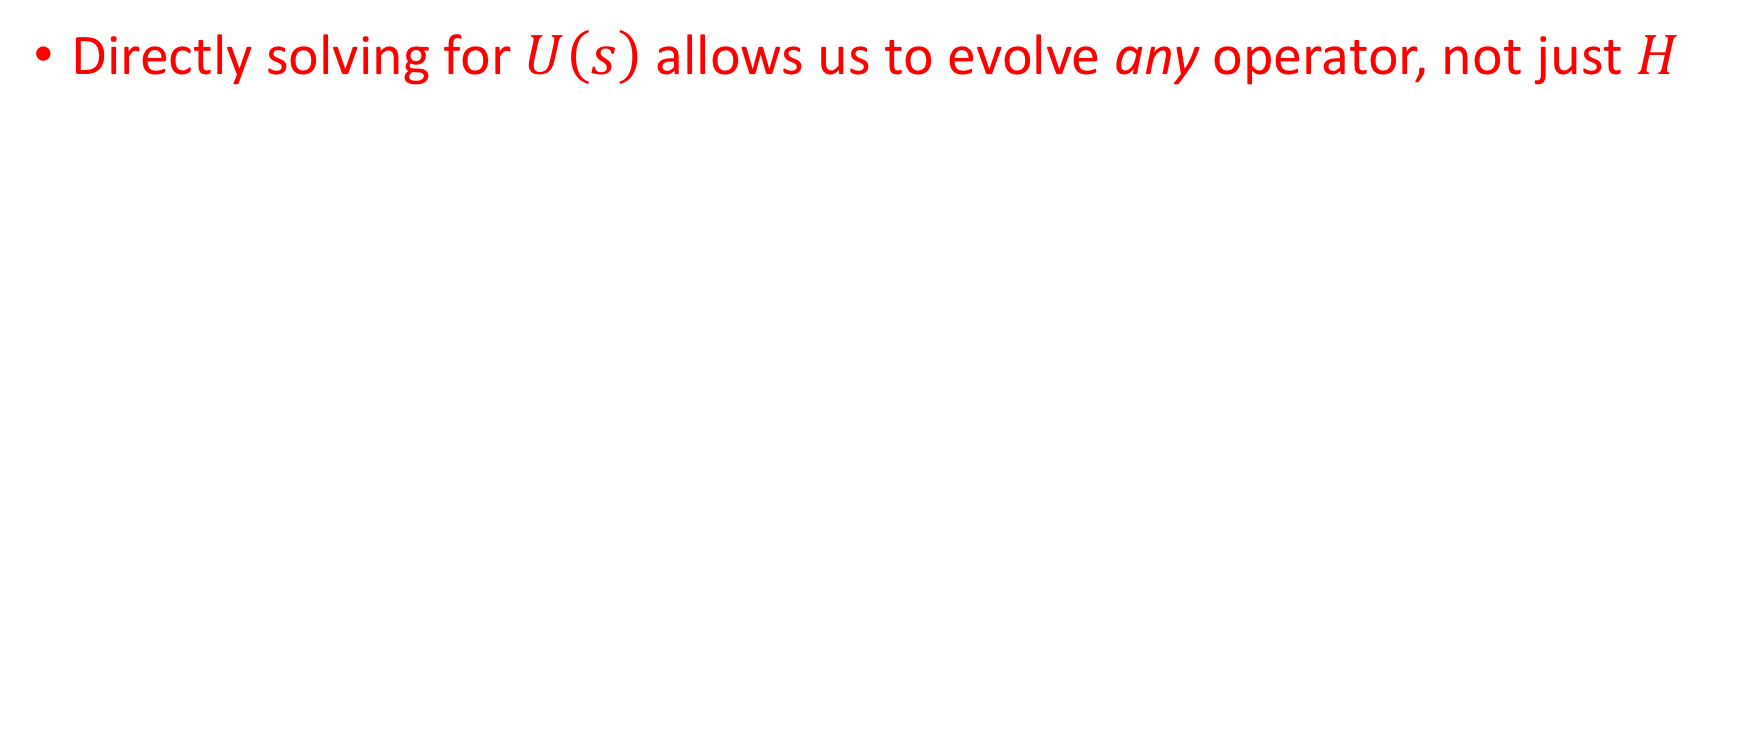 • Directly solving for U(s) allows us to evolve any operator, not just H